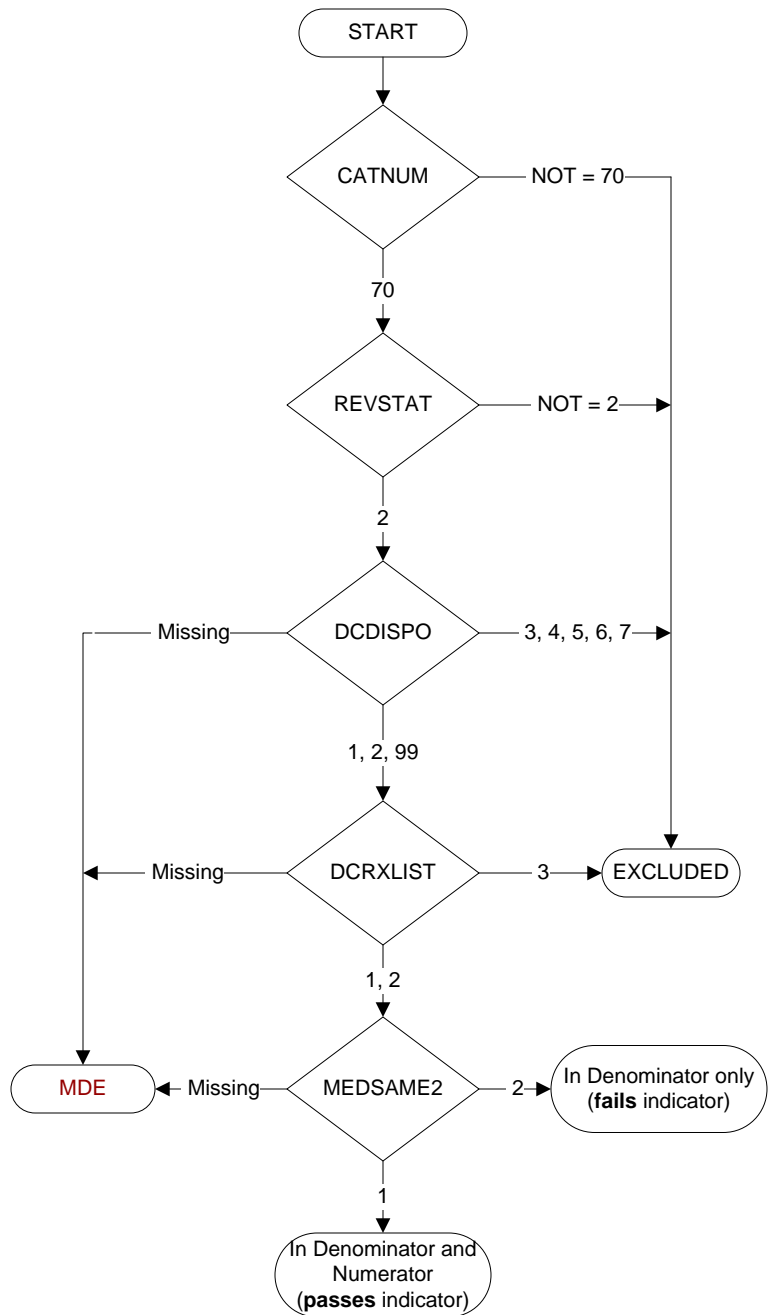 START
CATNUM
NOT = 70
70
REVSTAT
NOT = 2
2
Missing
DCDISPO
3, 4, 5, 6, 7
1, 2, 99
Missing
DCRXLIST
3
EXCLUDED
1, 2
MDE
Missing
MEDSAME2
2
In Denominator only
(fails indicator)
1
In Denominator and
Numerator
(passes indicator)